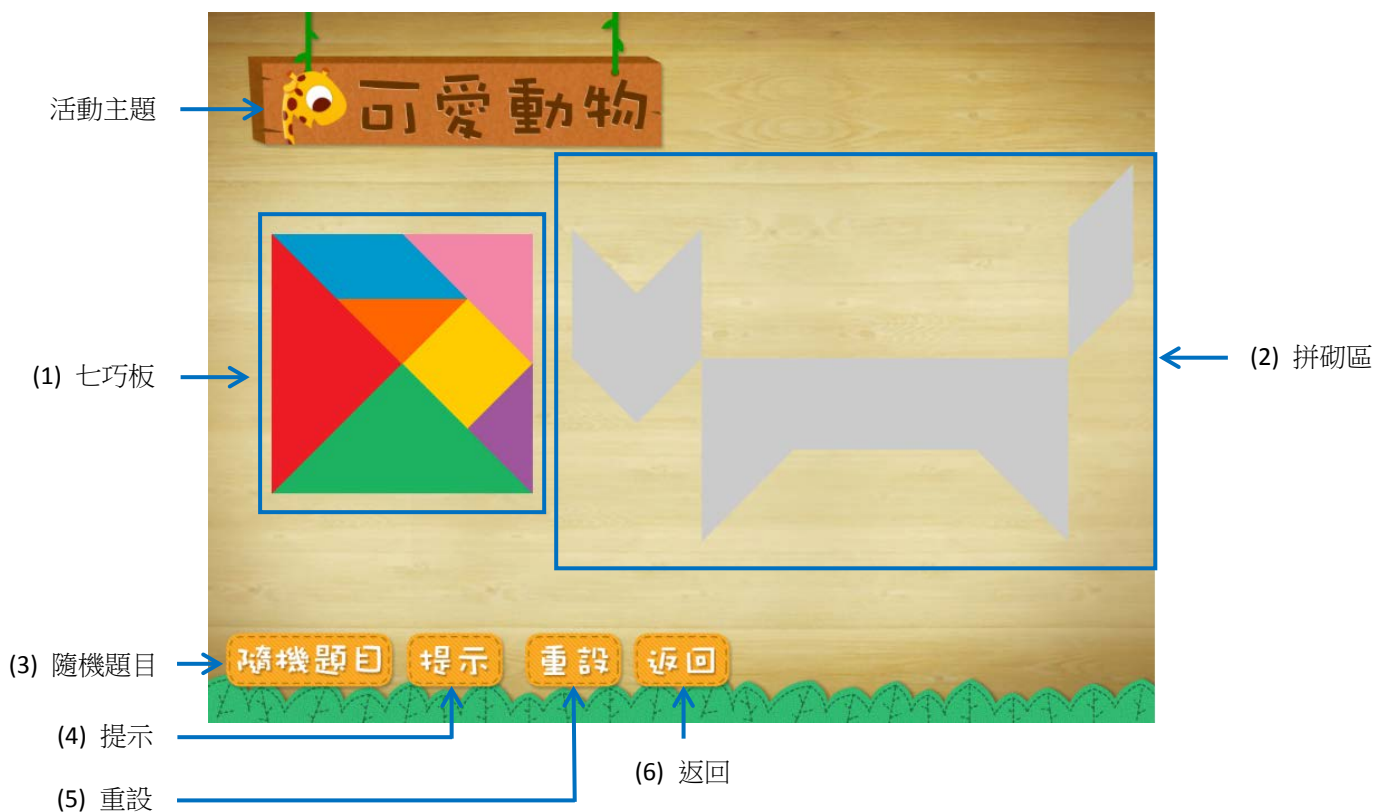 可愛動物
活動主題
(1) 七巧板
(2) 拼砌區
隨機題目 提示 重設 返回
(3) 隨機題目
(4) 提示
(6) 返回
(5) 重設